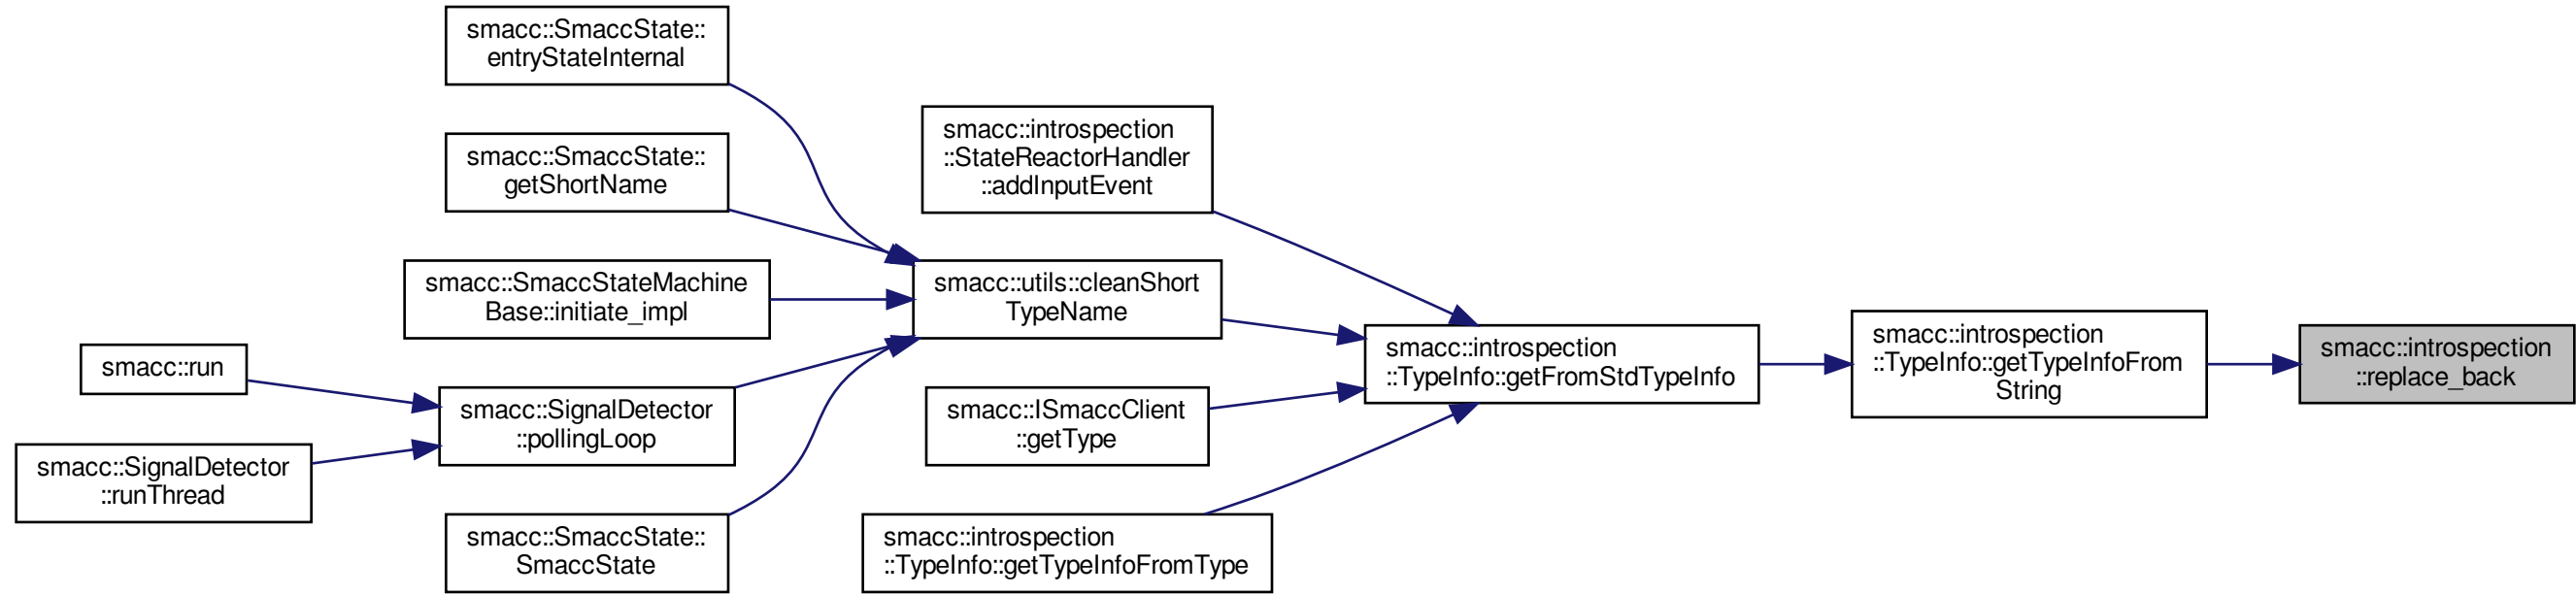 smacc::SmaccState::
entryStateInternal
smacc::SmaccState::
getShortName
smacc::SmaccStateMachine
Base::initiate_impl
smacc::run
smacc::SignalDetector
::runThread
smacc::SignalDetector
::pollingLoop
smacc::SmaccState::
SmaccState
smacc::introspection
::StateReactorHandler
::addInputEvent
smacc::utils::cleanShort
TypeName
smacc::ISmaccClient
::getType
smacc::introspection
::TypeInfo::getTypeInfoFromType
smacc::introspection
::TypeInfo::getFromStdTypeInfo
smacc::introspection
::TypeInfo::getTypeInfoFrom
String
smacc::introspection
::replace_back